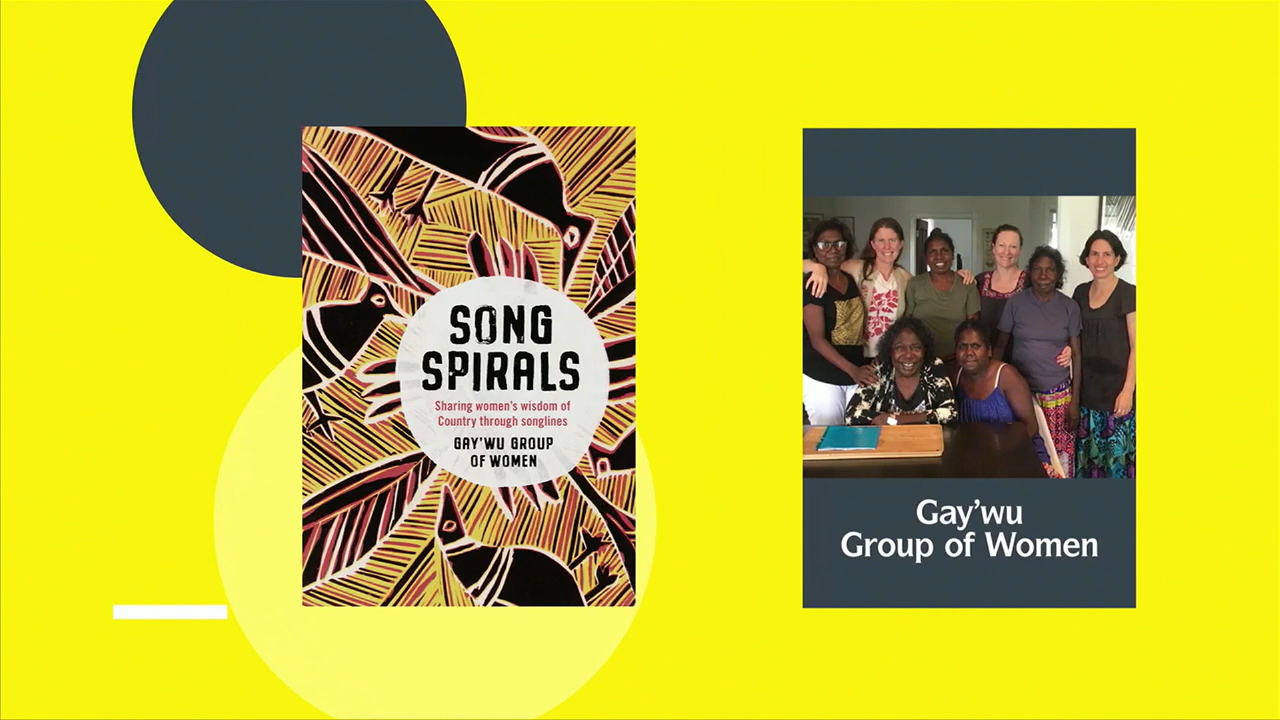 SONG
SPIRALS
Sharing women's wisdom of
Country through songlines
GAY'WU GROUP
OF WOMEN
Gay'wu
Group of Women